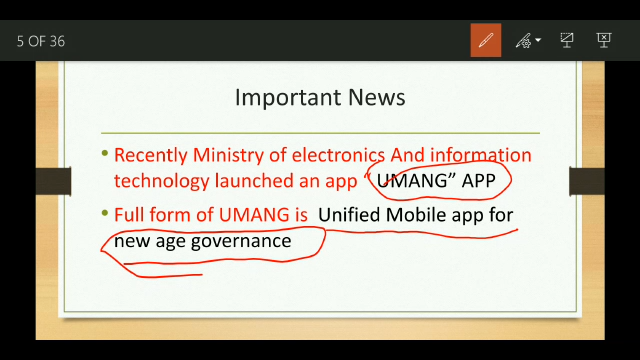 5 OF 36
Important News
• Recently Ministry of electronics And information
technology launched an app “ UMANG” APP
• Full form of UMANG is Unified Mobile app for
new age governance